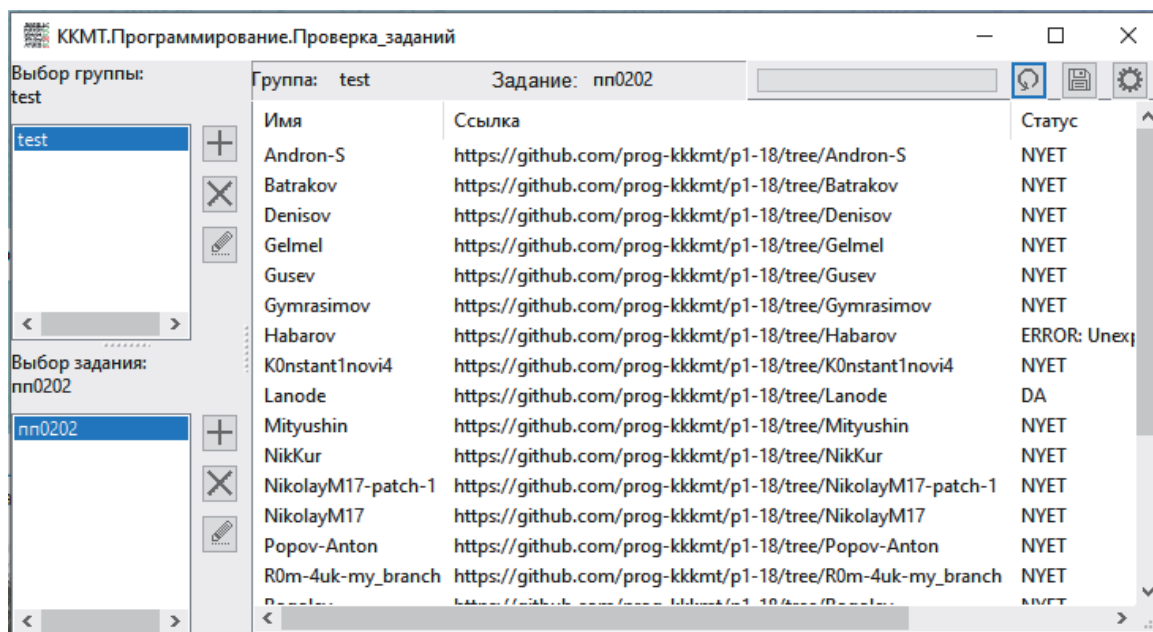 ККМТ.Программирование.Проверка_заданий
Выбор группы:
test
test
Выбор задания:
пп0202
пп0202
Группа: test Задание: пп0202
Имя Ссылка Статус
Andron-S https://github.com/prog-kkkmt/p1-18/tree/Andron-S NYET
Batrakov https://github.com/prog-kkkmt/p1-18/tree/Batrakov NYET
Denisov https://github.com/prog-kkkmt/p1-18/tree/Denisov NYET
Gelmel https://github.com/prog-kkkmt/p1-18/tree/Gelmel NYET
Gusev https://github.com/prog-kkkmt/p1-18/tree/Gusev NYET
Gymrasimov https://github.com/prog-kkkmt/p1-18/tree/Gymrasimov NYET
Habarov https://github.com/prog-kkkmt/p1-18/tree/Habarov ERROR: Unexp
K0nstant1novi4 https://github.com/prog-kkkmt/p1-18/tree/K0nstant1novi4 NYET
Lanode https://github.com/prog-kkkmt/p1-18/tree/Lanode DA
Mityushin https://github.com/prog-kkkmt/p1-18/tree/Mityushin NYET
NikKur https://github.com/prog-kkkmt/p1-18/tree/NikKur NYET
NikolayM17-patch-1 https://github.com/prog-kkkmt/p1-18/tree/NikolayM17-patch-1 NYET
NikolayM17 https://github.com/prog-kkkmt/p1-18/tree/NikolayM17 NYET
Popov-Anton https://github.com/prog-kkkmt/p1-18/tree/Popov-Anton NYET
R0m-4uk-my_branch https://github.com/prog-kkkmt/p1-18/tree/R0m-4uk-my_branch NYET